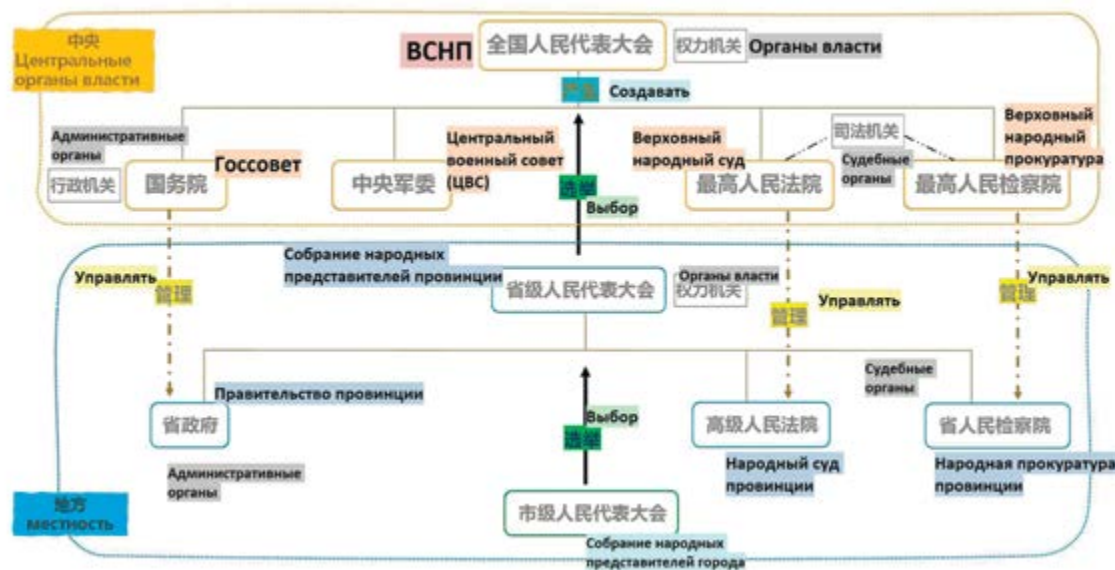 中央
Центральные
органы власти
ВСНП
全国人民代表大会
权力机关
Органы власти
产生
Создавать
Административные
органы
行政机关
国务院
Госсовет
中央军委
Центральный
военный совет
(ЦВС)
选举
Выбор
Верховный
народный суд
最高人民法院
司法机关
Судебные
органы
Верховный
народный
прокуратура
最高人民检察院
Управлять
管理
Собрание народных
представителей провинции
省级人民代表大会
Органы власти
权力机关
Управлять
管理
Управлять
管理
Правительство провинции
省政府
Административные
органы
Выбор
选举
Судебные
органы
高级人民法院
Народный суд
провинции
省人民检察院
Народная прокуратура
провинции
地方
местность
市级人民代表大会
Собрание народных
представителей города